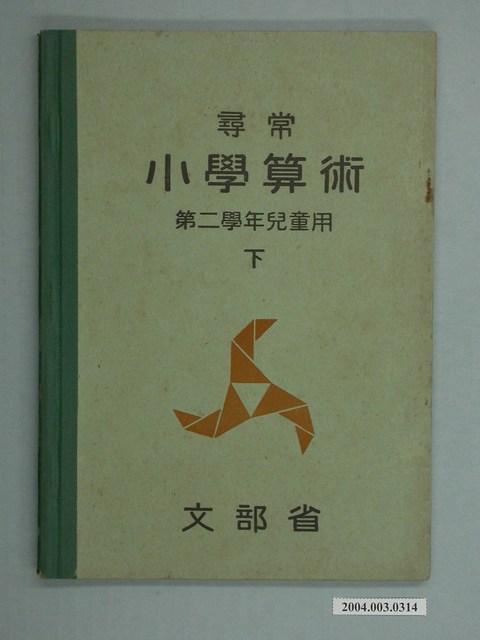 尋常
小學算術
第二學年兒童用
下
文部省
2004.003.0314